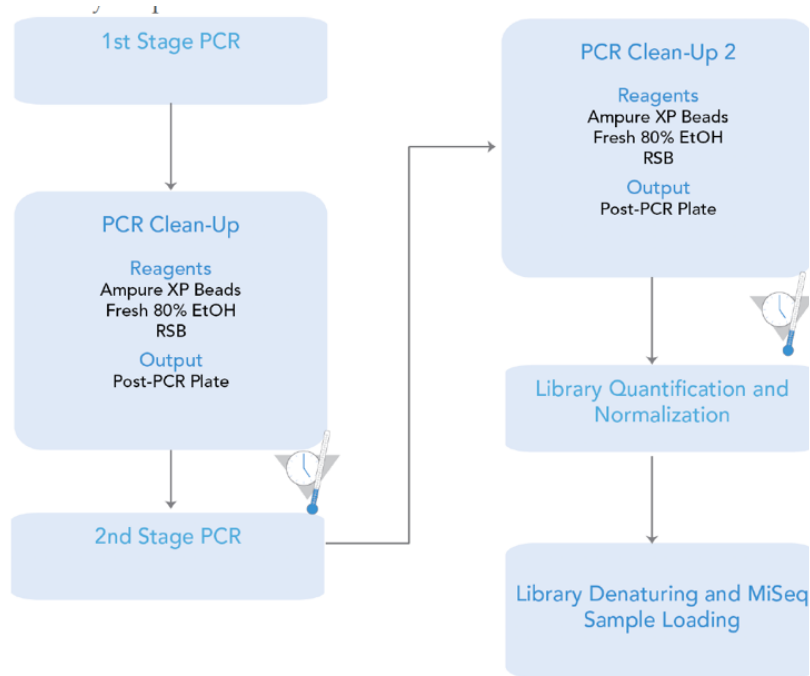 1st Stage PCR
PCR Clean-Up
Reagents
Ampure XP Beads
Fresh 80% EtOH
RSB
Output
Post-PCR Plate
2nd Stage PCR
PCR Clean-Up 2
Reagents
Ampure XP Beads
Fresh 80% EtOH
RSB
Output
Post-PCR Plate
Library Quantification and
Normalization
Library Denaturing and MiSeq
Sample Loading